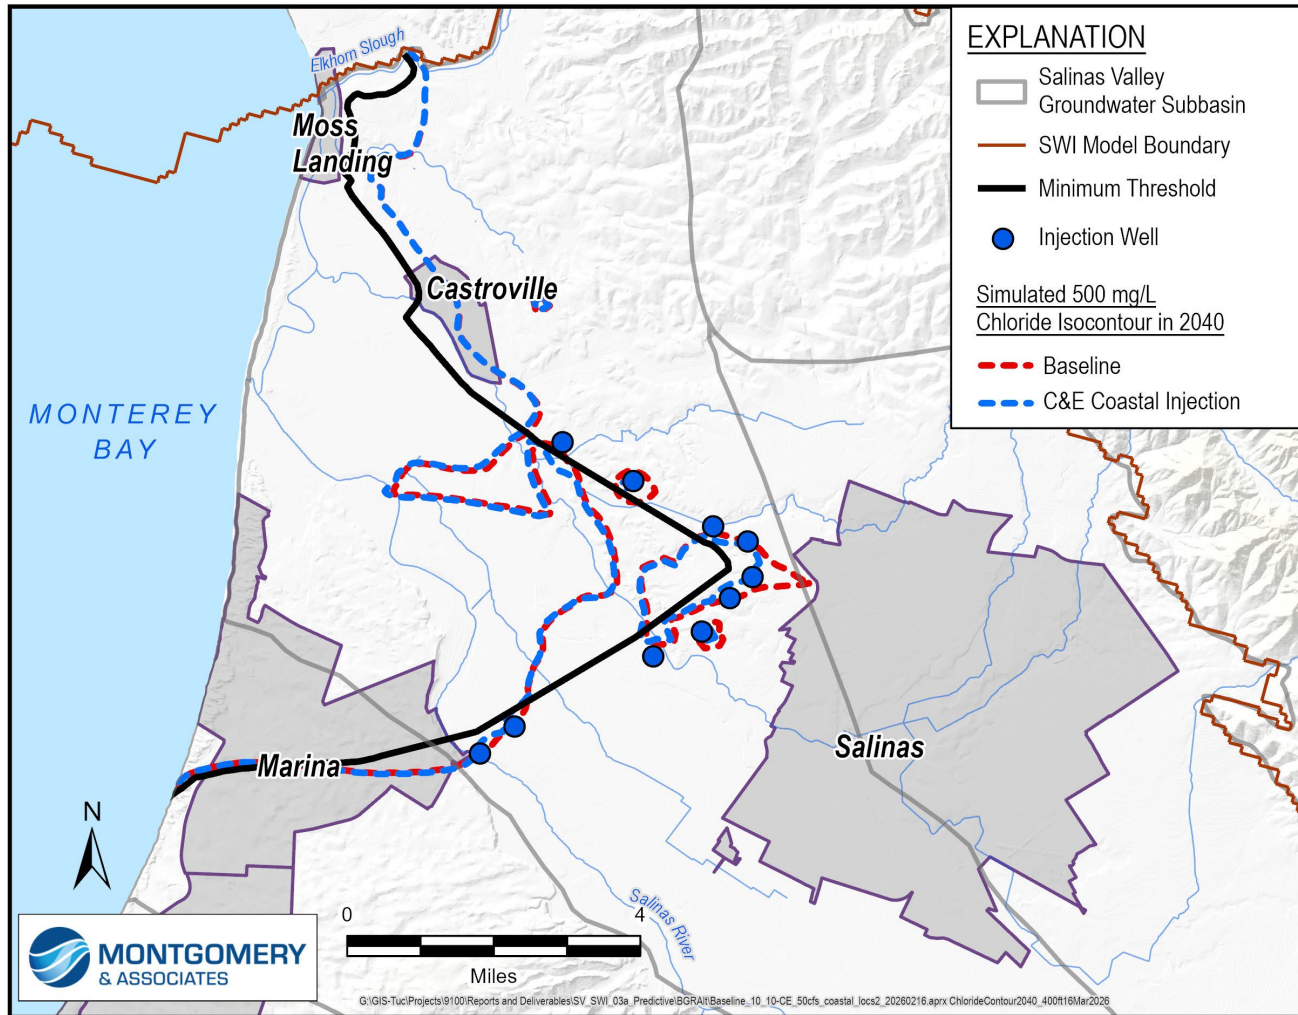 EXPLANATION
Salinas Valley
Groundwater Subbasin
SWI Model Boundary
Minimum Threshold
Injection Well
Simulated 500 mg/L
Chloride Isocontour in 2040
Baseline
C&E Coastal Injection
Elkhorn Slough
Moss
Landing
Castroville
MONTEREY
BAY
Marina
Salinas
Salinas River
N
0
4
Miles
MONTGOMERY
& ASSOCIATES
G:\GIS-Tuc\Projects\9100\Reports and Deliverables\SV_SWI_03a_Predictive\BGRAlt\Baseline_10_10-CE_50cfs_coastal_locs2_20260216.aprx ChlorideContour2040_400ft16Mar2026